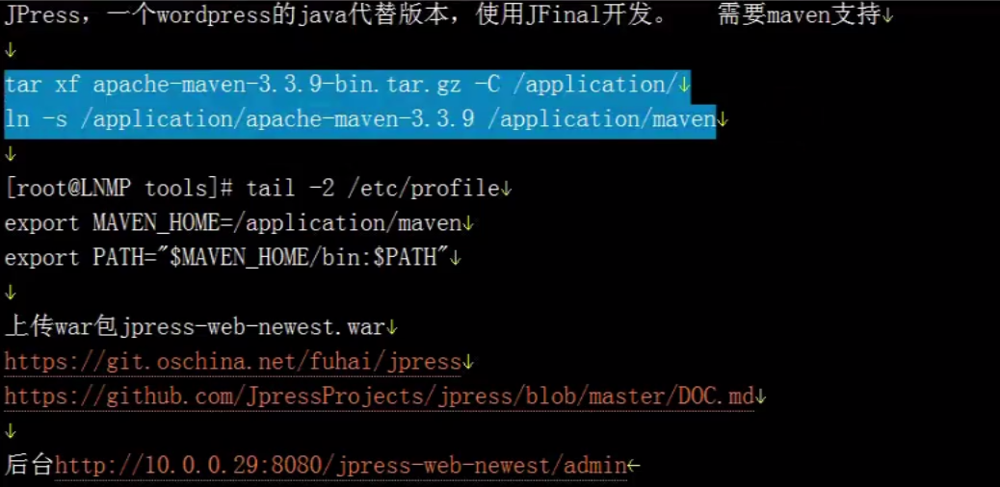 JPress，一个wordpress的java代替版本，使用JFinal开发。 需要maven支持↓
↓
tar xf apache-maven-3.3.9-bin.tar.gz -C /application/↓
ln -s /application/apache-maven-3.3.9 /application/maven↓
↓
[root@LNMP tools]# tail -2 /etc/profile↓
export MAVEN_HOME=/application/maven↓
export PATH="$MAVEN_HOME/bin:$PATH"↓
↓
上传war包jpress-web-newest.war↓
https://git.oschina.net/fuhai/jpress↓
https://github.com/JpressProjects/jpress/blob/master/DOC.md↓
↓
后台http://10.0.0.29:8080/jpress-web-newest/admin←